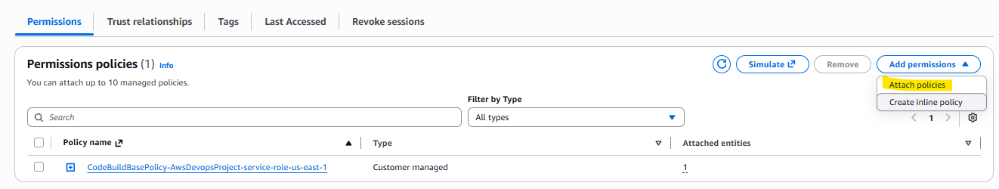 Permissions Trust relationships Tags Last Accessed Revoke sessions
Permissions policies (1) Info
Simulate Remove Add permissions
You can attach up to 10 managed policies.
Attach policies
Create inline policy
Filter by Type
Search
All types
1
Policy name Type Attached entities
CodeBuildBasePolicy-AwsDevopsProject-service-role-us-east-1 Customer managed 1